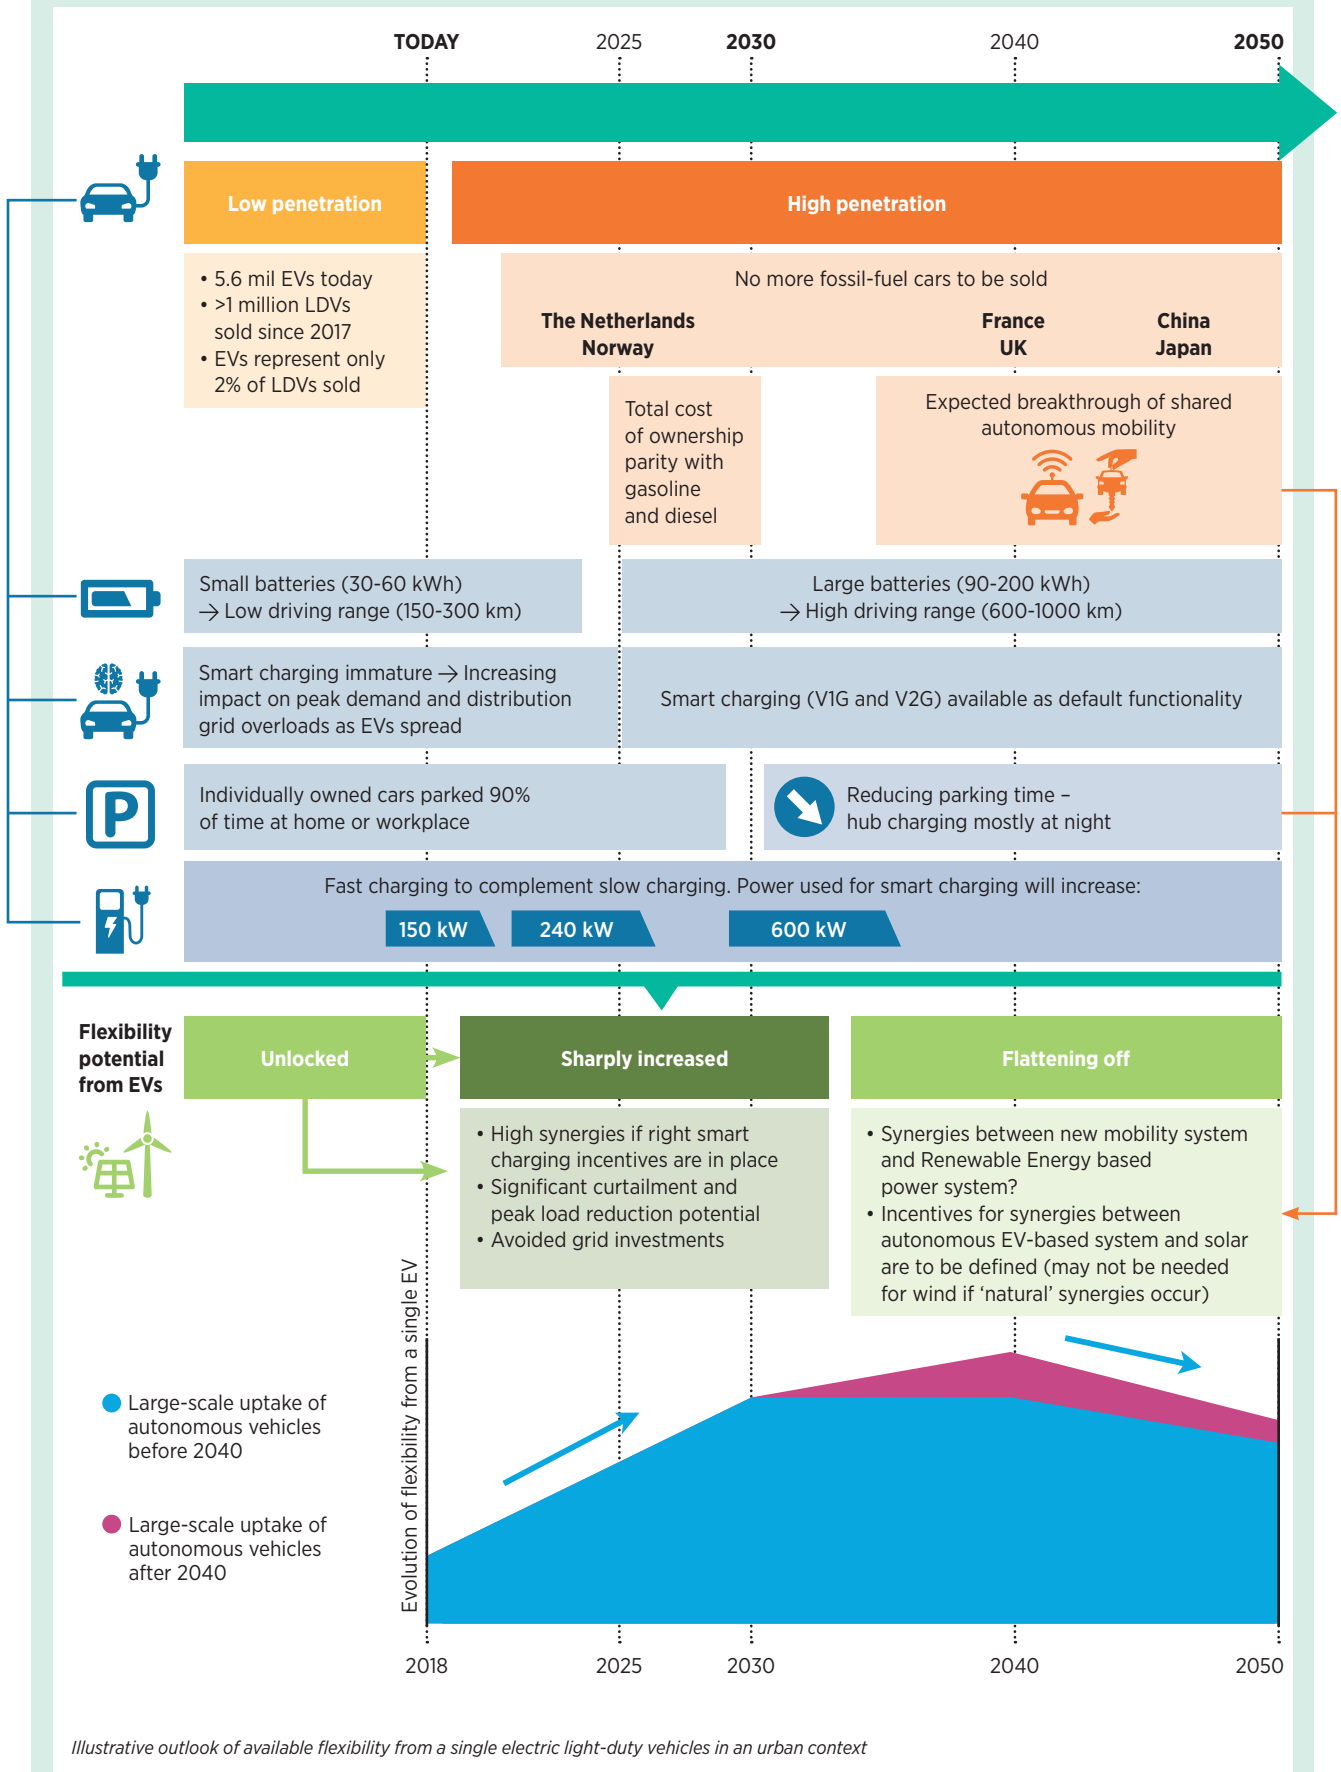 TODAY
2025
2030
2040
2050
Low penetration
High penetration
• 5.6 mil EVs today
• >1 million LDVs
sold since 2017
• EVs represent only
2% of LDVs sold
No more fossil-fuel cars to be sold
The Netherlands
Norway
France
UK
China
Japan
Total cost
of ownership
parity with
gasoline
and diesel
Expected breakthrough of shared
autonomous mobility
Small batteries (30-60 kWh)
→ Low driving range (150-300 km)
Large batteries (90-200 kWh)
→ High driving range (600-1000 km)
Smart charging immature → Increasing
impact on peak demand and distribution
grid overloads as EVs spread
Smart charging (V1G and V2G) available as default functionality
P
Individually owned cars parked 90%
of time at home or workplace
Reducing parking time –
hub charging mostly at night
Fast charging to complement slow charging. Power used for smart charging will increase:
150 kW
240 kW
600 kW
Flexibility
potential
from EVs
Unlocked
Sharply increased
Flattening off
• High synergies if right smart
charging incentives are in place
• Significant curtailment and
peak load reduction potential
• Avoided grid investments
• Synergies between new mobility system
and Renewable Energy based
power system?
• Incentives for synergies between
autonomous EV-based system and solar
are to be defined (may not be needed
for wind if ‘natural’ synergies occur)
Evolution of flexibility from a single EV
Large-scale uptake of
autonomous vehicles
before 2040
Large-scale uptake of
autonomous vehicles
after 2040
2018
2025
2030
2040
2050
Illustrative outlook of available flexibility from a single electric light-duty vehicles in an urban context